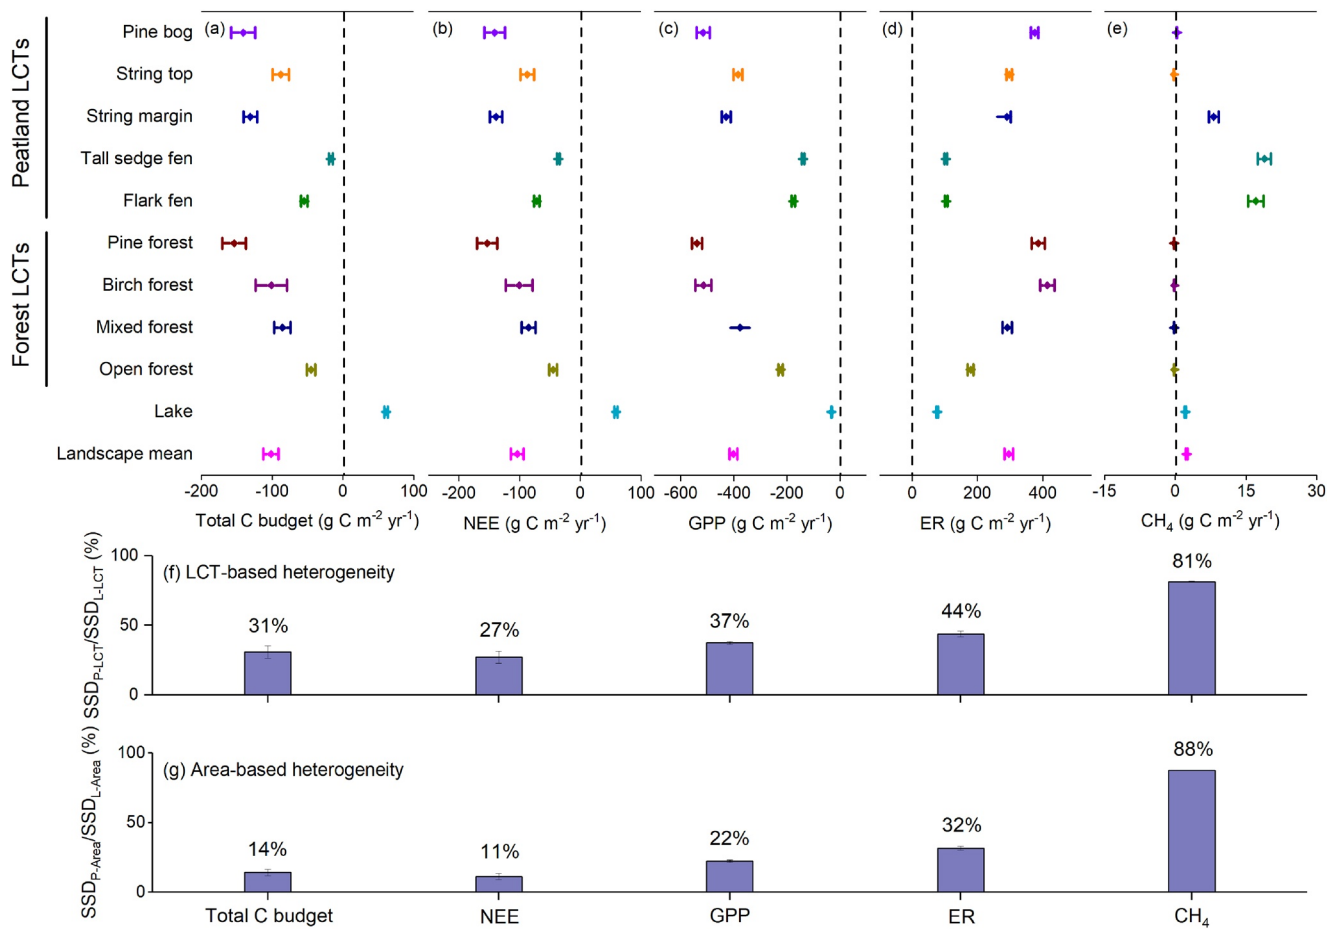 Peatland LCTs
Forest LCTs
Pine bog
String top
String margin
Tall sedge fen
Flark fen
Pine forest
Birch forest
Mixed forest
Open forest
Lake
Landscape mean
(a) (b) (c) (d) (e)
-200 -100 0 100
Total C budget (g C m⁻² yr⁻¹)
-200 -100 0 100
NEE (g C m⁻² yr⁻¹)
-600 -400 -200 0
GPP (g C m⁻² yr⁻¹)
0 200 400
ER (g C m⁻² yr⁻¹)
-15 0 15 30
CH₄ (g C m⁻² yr⁻¹)
SSD_P-LCT/SSD_L-LCT (%)
100
50
0
(f) LCT-based heterogeneity
31% 27% 37% 44% 81%
SSD_P-Area/SSD_L-Area (%)
100
50
0
(g) Area-based heterogeneity
14% 11% 22% 32% 88%
Total C budget NEE GPP ER CH₄